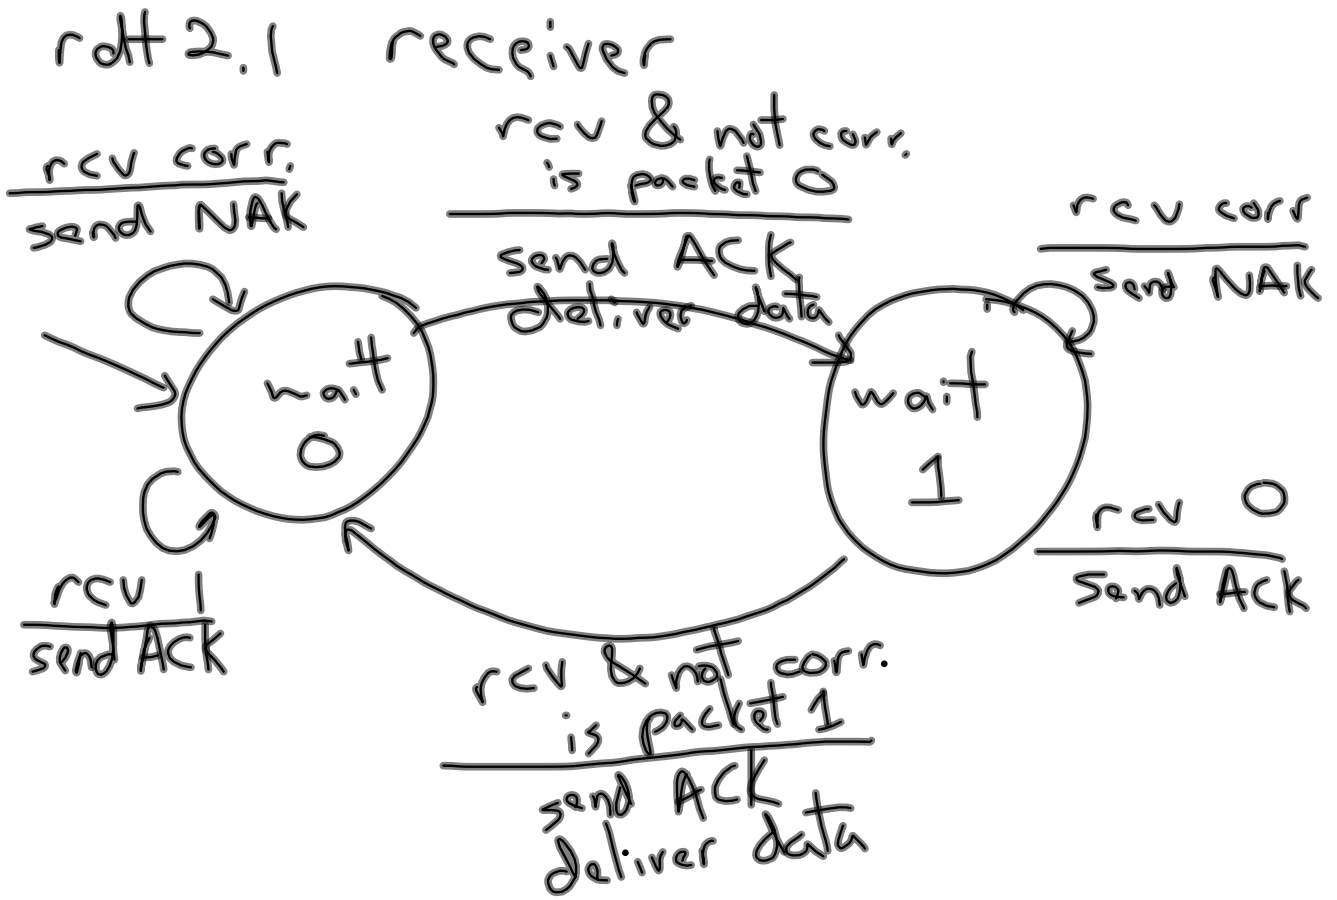 rdt 2.1 receiver
rcv & not corr.
is packet 0
send ACK
deliver data
rcv corr.
send NAK
rcv corr
send NAK
wait
0
wait
1
rcv 1
send ACK
rcv 0
send ACK
rcv & not corr.
is packet 1
send ACK
deliver data